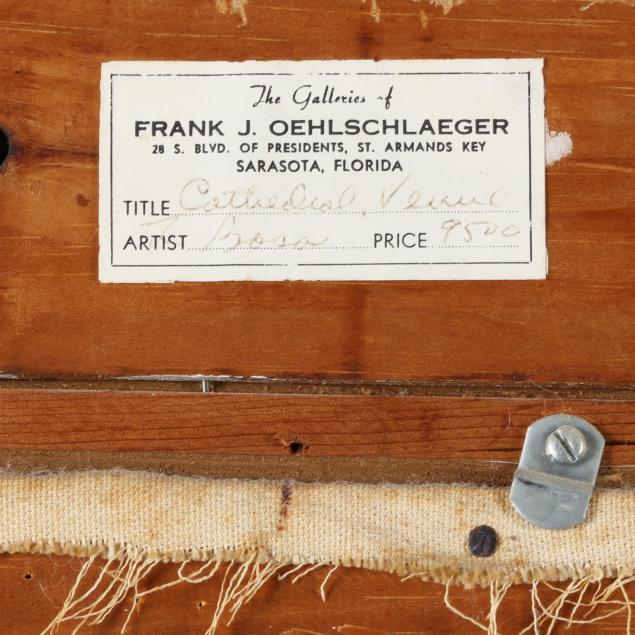 The Galleries of
FRANK J. OEHLSCHLAEGER
28 S. BLVD. OF PRESIDENTS, ST. ARMANDS KEY
SARASOTA, FLORIDA
TITLE Cathedral, Venice
ARTIST Bosa PRICE 9500